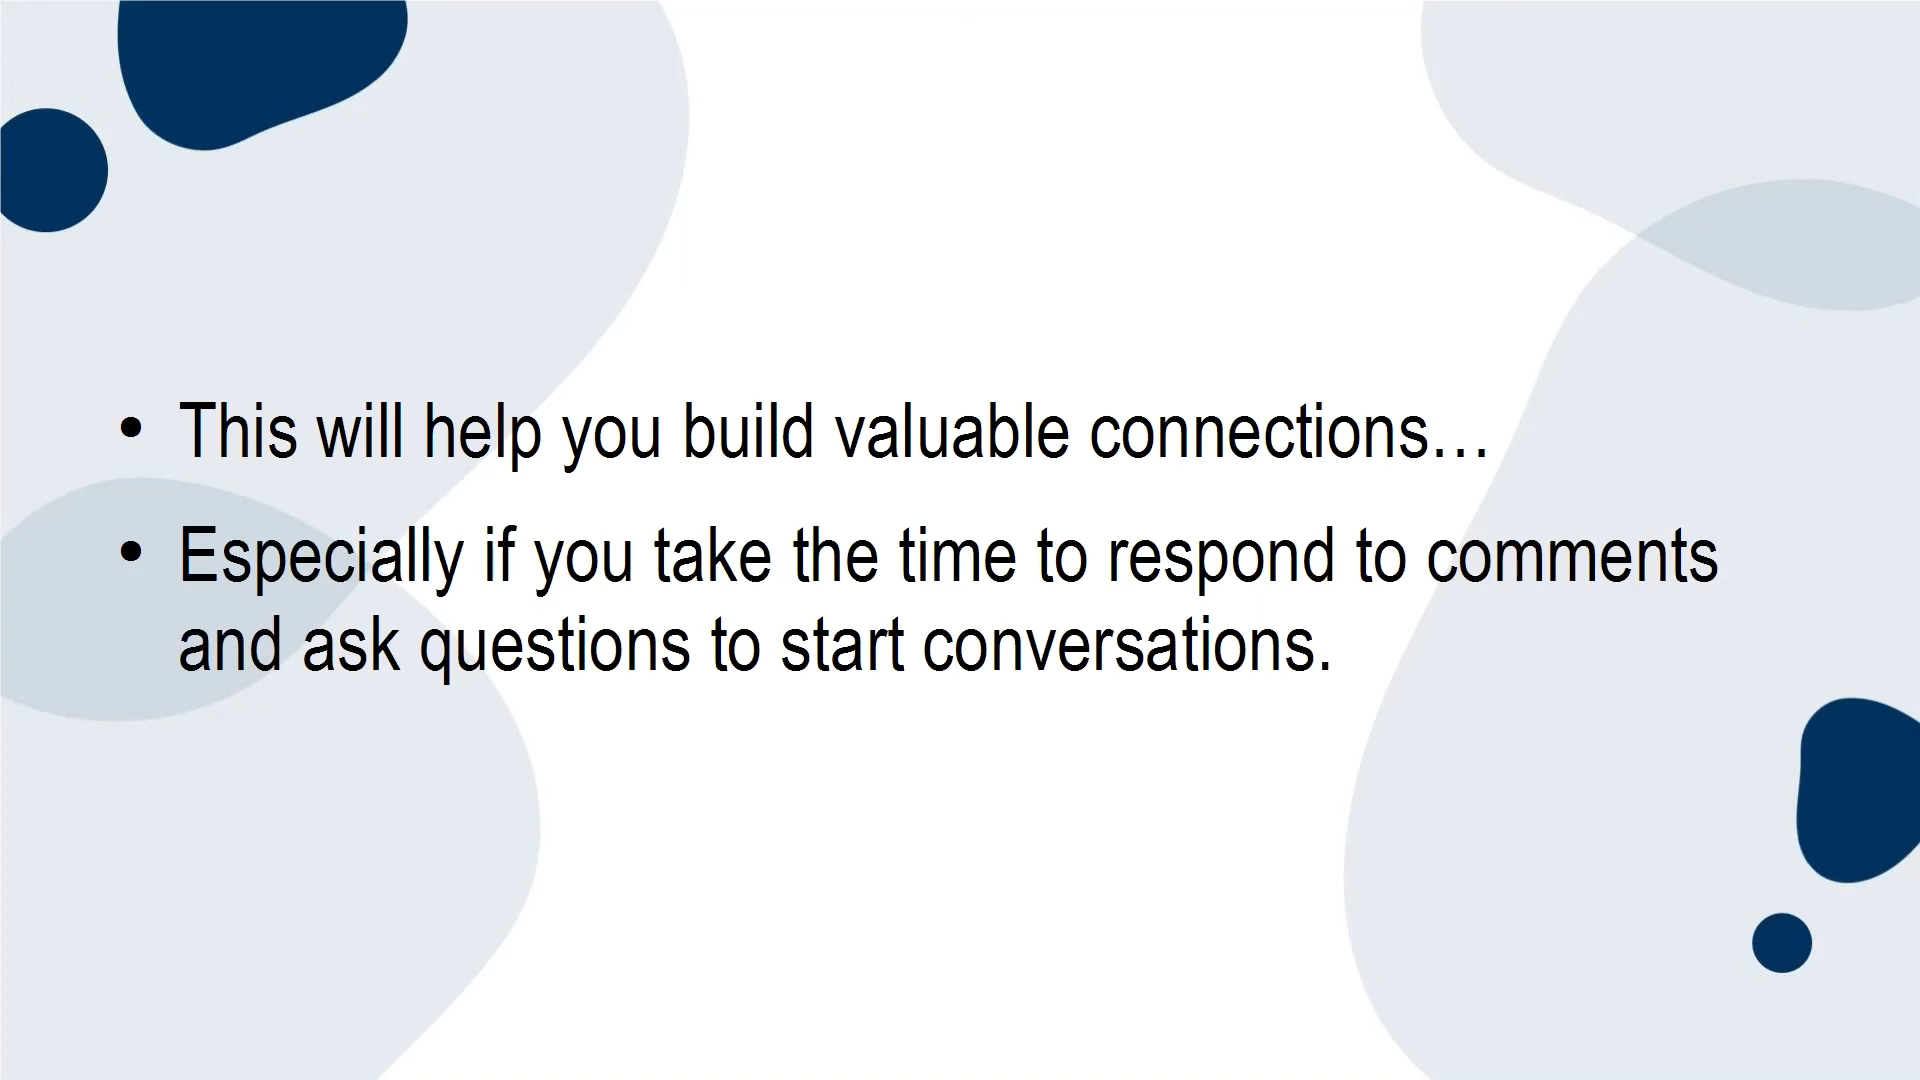 • This will help you build valuable connections…
• Especially if you take the time to respond to comments
and ask questions to start conversations.